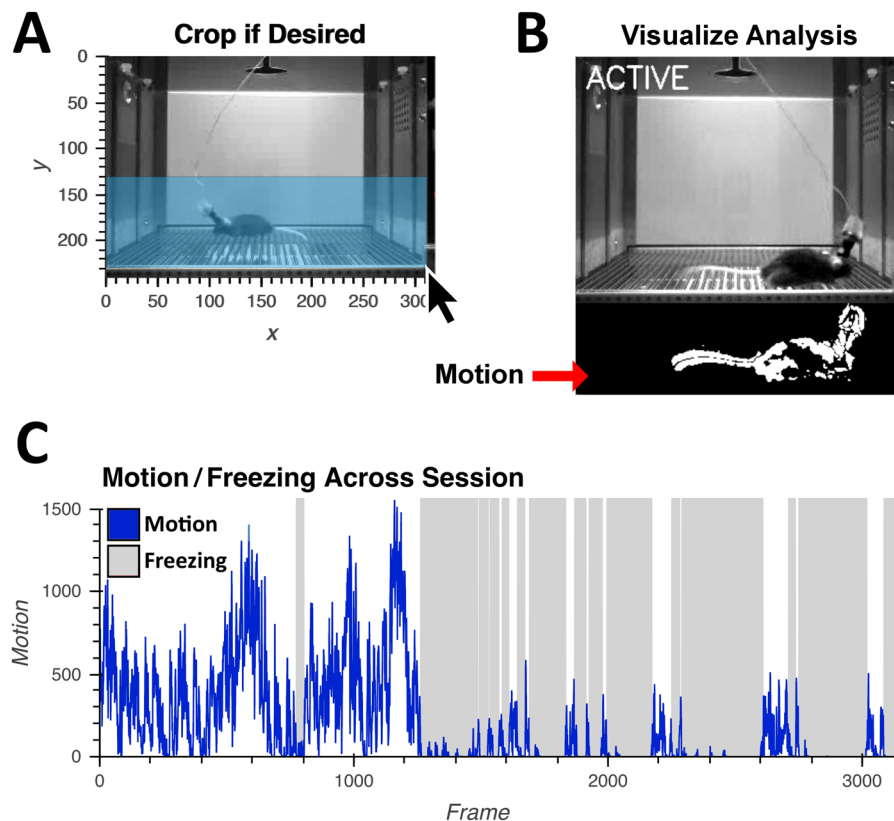 A
Crop if Desired
0
50
100
150
200
y
0 50 100 150 200 250 300
x
B
Visualize Analysis
ACTIVE
Motion
C
Motion / Freezing Across Session
1500
1000
500
0
Motion
Motion
Freezing
0 1000 2000 3000
Frame